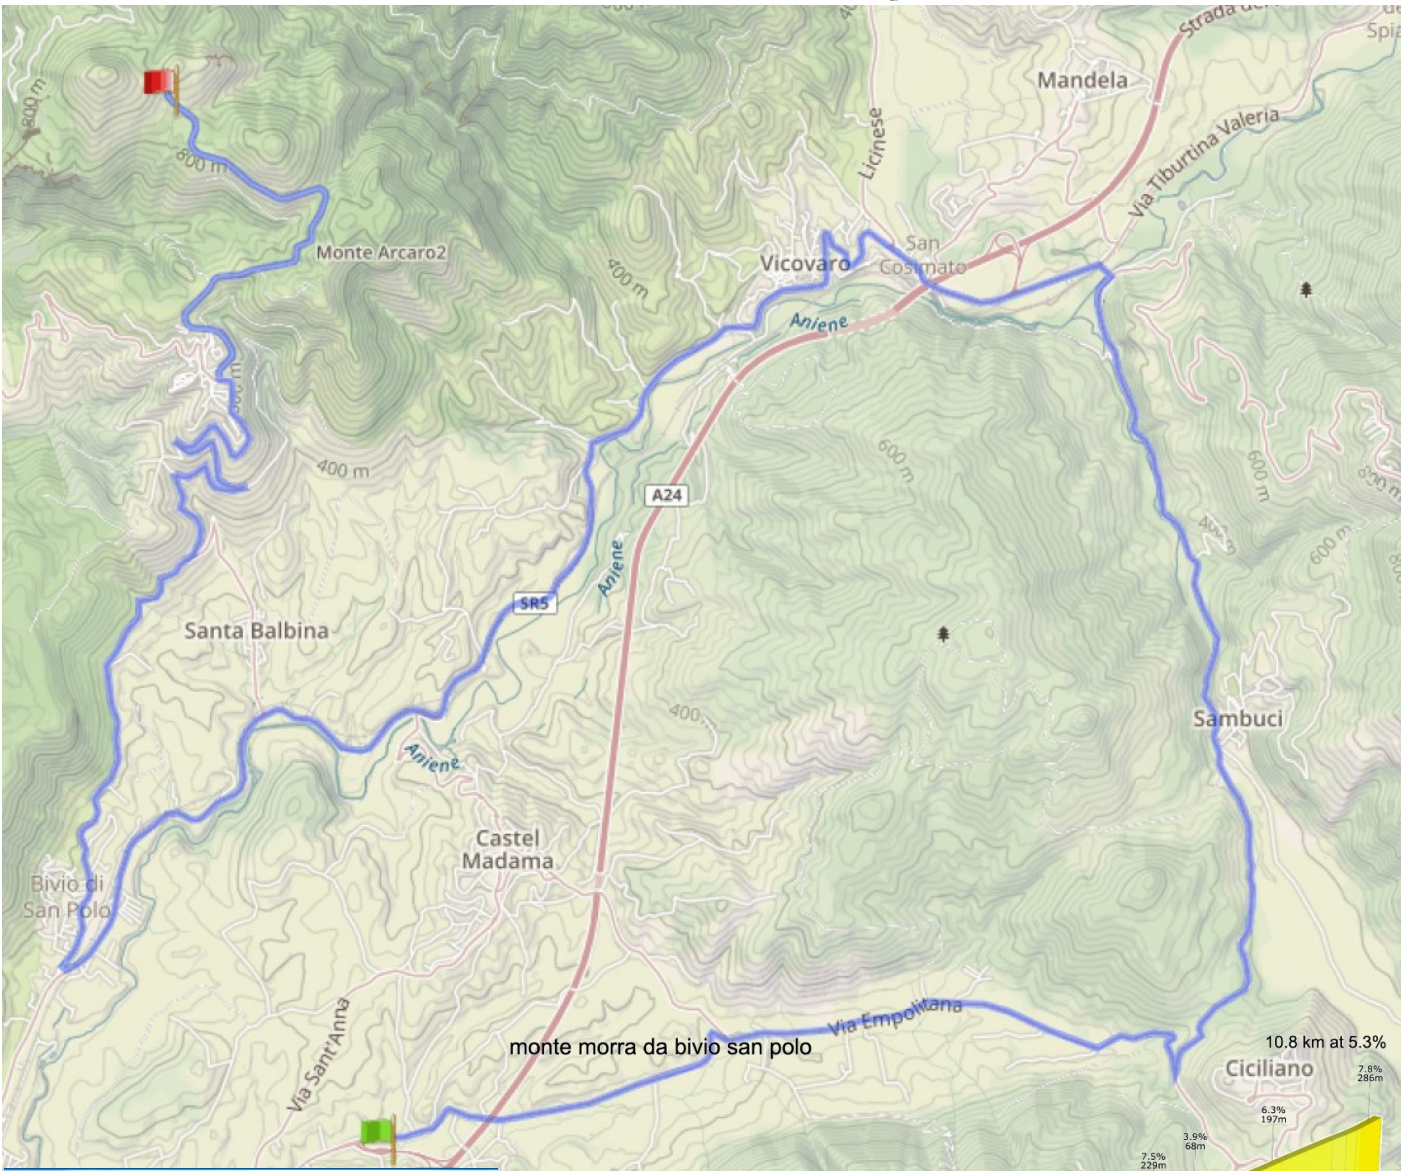 Strada dei
Mandela
800 m
Licinese
Via Tiburtina Valeria
800 m
Monte Arcaro2
San
Cosimato
Vicovaro
400 m
Aniene
400 m
600 m
A24
600 m
800 m
400 m
600 m
Aniene
SR5
Santa Balbina
400
Sambuci
Aniene
Castel
Madama
Bivio di
San Polo
Via Empolitana
Via Sant'Anna
monte morra da bivio san polo
10.8 km at 5.3%
Ciciliano
7.8%
286m
6.3%
197m
3.9%
68m
7.5%
229m